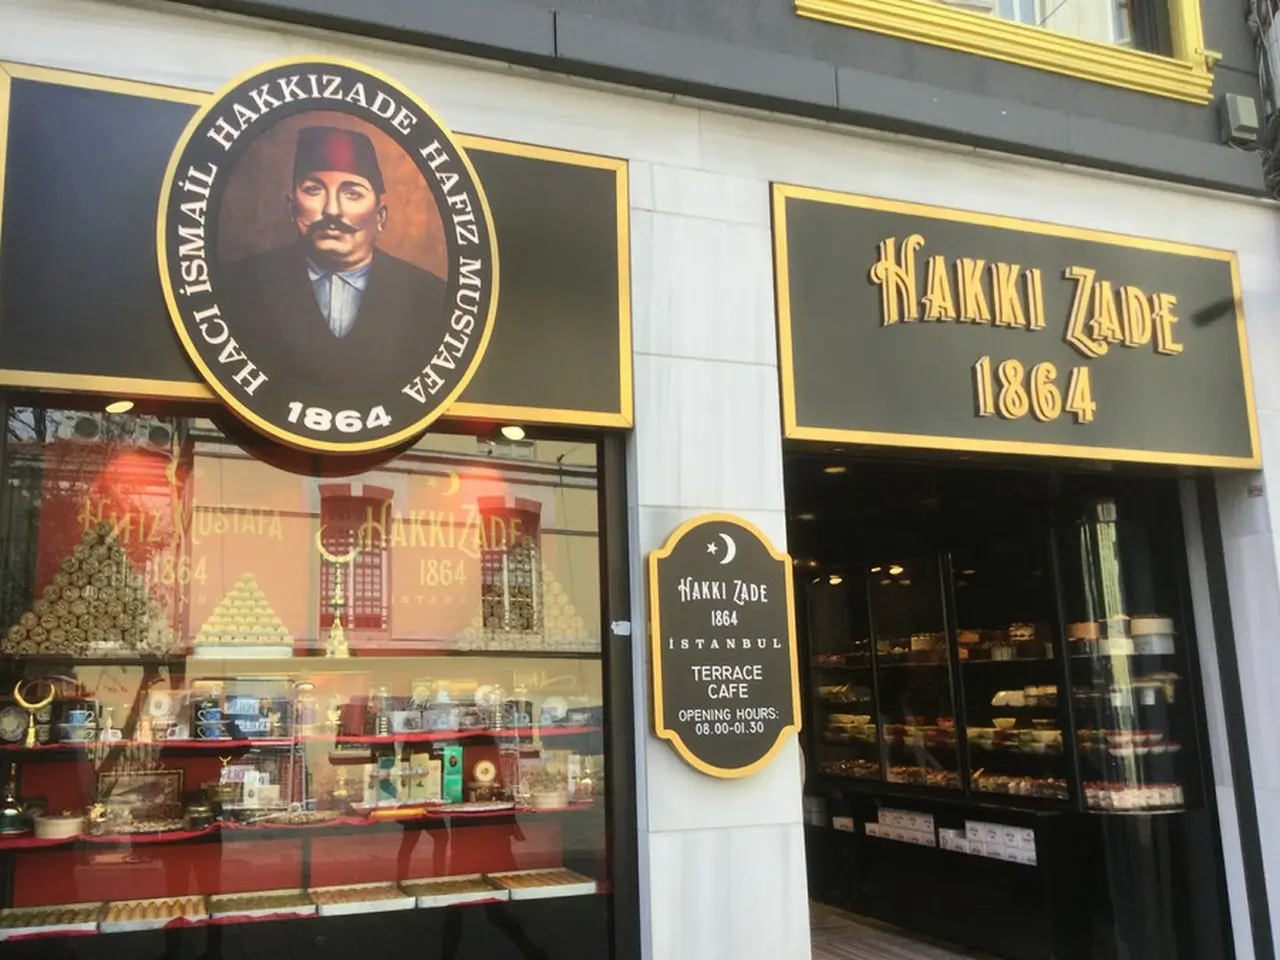 HACI İSMAİL HAKKIZADE HAFIZ MUSTAFA
1864
HAKKI ZADE
1864
HAFIZ MUSTAFA
1864
HAKKIZADE
1864
İSTANBUL
HAKKI ZADE
1864
İSTANBUL
TERRACE
CAFE
OPENING HOURS:
08.00-01.30